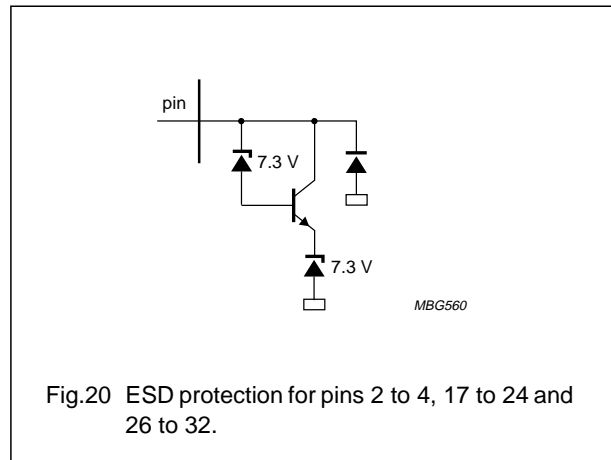 pin
7.3 V
7.3 V
MBG560
Fig.20 ESD protection for pins 2 to 4, 17 to 24 and
26 to 32.